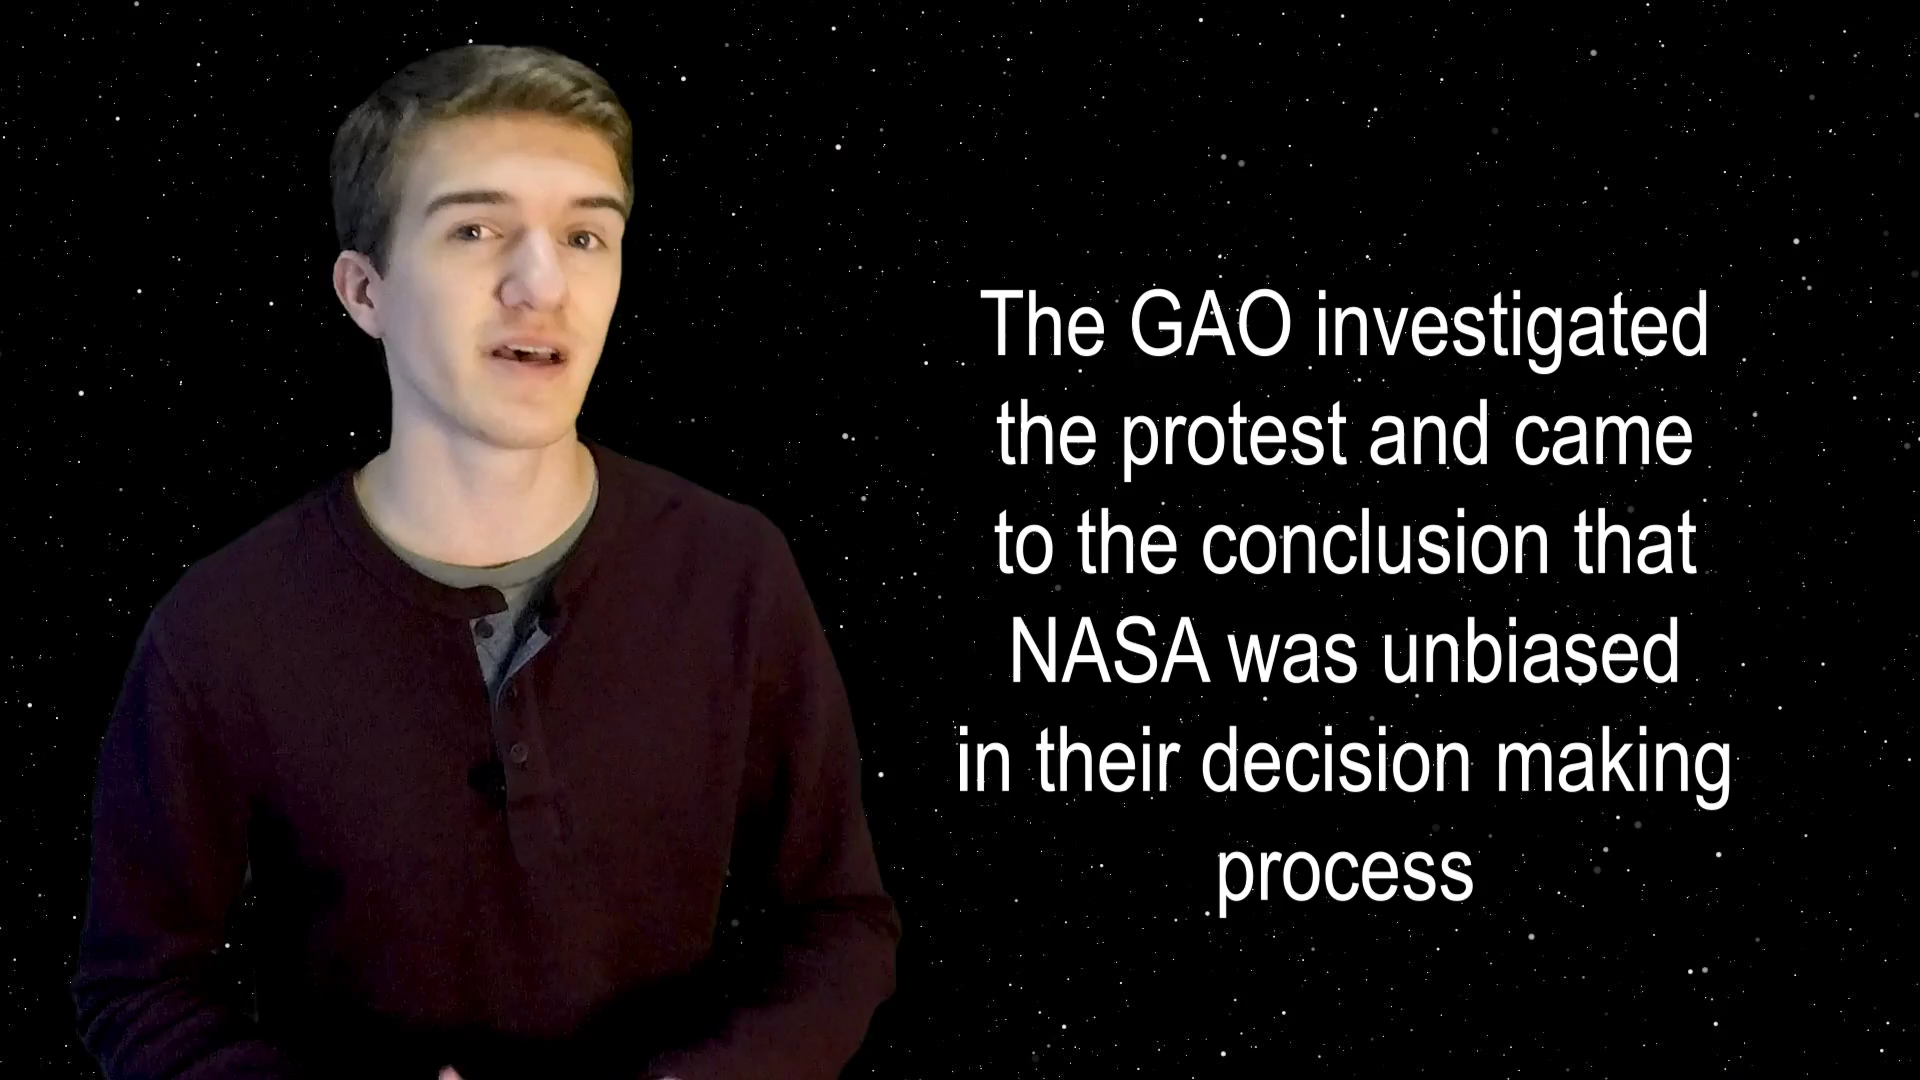 The GAO investigated
the protest and came
to the conclusion that
NASA was unbiased
in their decision making
process